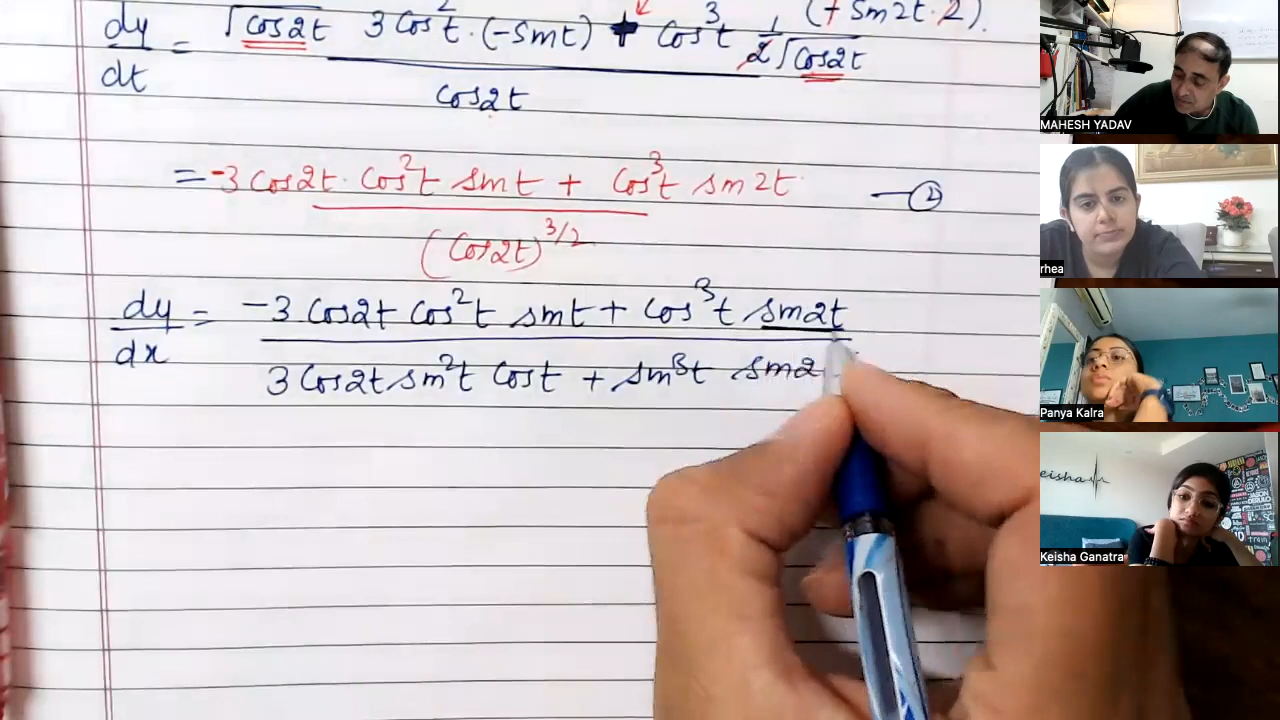 dy/dt = √cos2t 3cos²t·(-sint) + cos³t 1/2√cos2t (+sin2t·2).
cos2t
= -3cos2t·cos²t sint + cos³t sin2t —②
(cos2t)^3/2
dy/dx = -3cos2t cos²t sint + cos³t sin2t
3cos2t sin²t cost + sin³t sin2
MAHESH YADAV
rhea
Panya Kalra
eisha
Keisha Ganatra